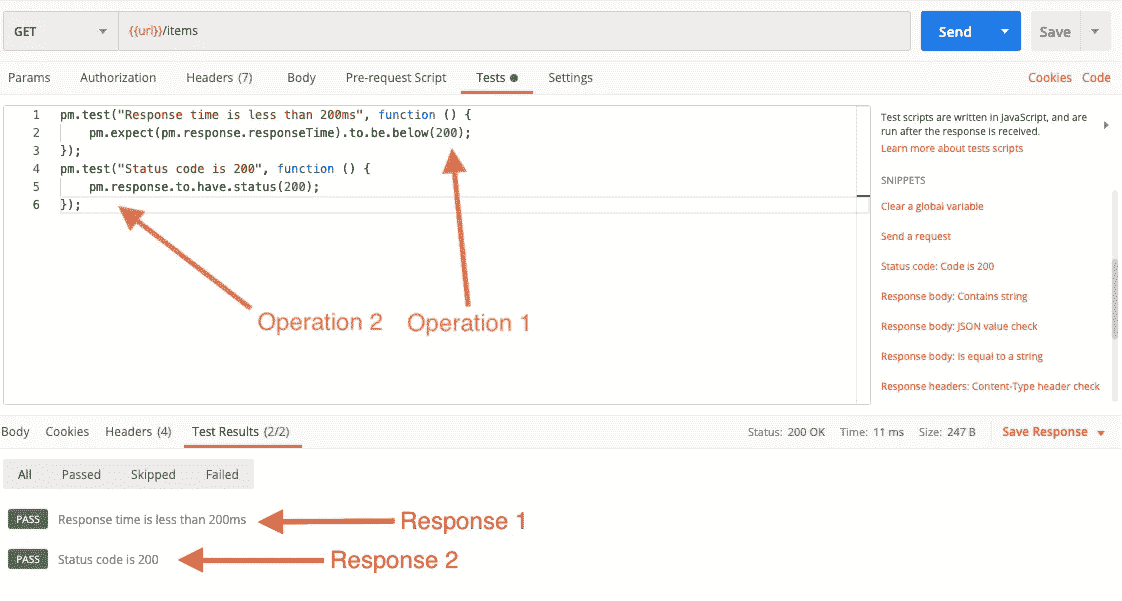 GET {{url}}/items Send Save
Params Authorization Headers (7) Body Pre-request Script Tests Settings Cookies Code
1 pm.test("Response time is less than 200ms", function () {
2 pm.expect(pm.response.responseTime).to.be.below(200);
3 });
4 pm.test("Status code is 200", function () {
5 pm.response.to.have.status(200);
6 });
Operation 2 Operation 1
Test scripts are written in JavaScript, and are
run after the response is received.
Learn more about tests scripts
SNIPPETS
Clear a global variable
Send a request
Status code: Code is 200
Response body: Contains string
Response body: JSON value check
Response body: Is equal to a string
Response headers: Content-Type header check
Body Cookies Headers (4) Test Results (2/2) Status: 200 OK Time: 11 ms Size: 247 B Save Response
All Passed Skipped Failed
PASS Response time is less than 200ms Response 1
PASS Status code is 200 Response 2